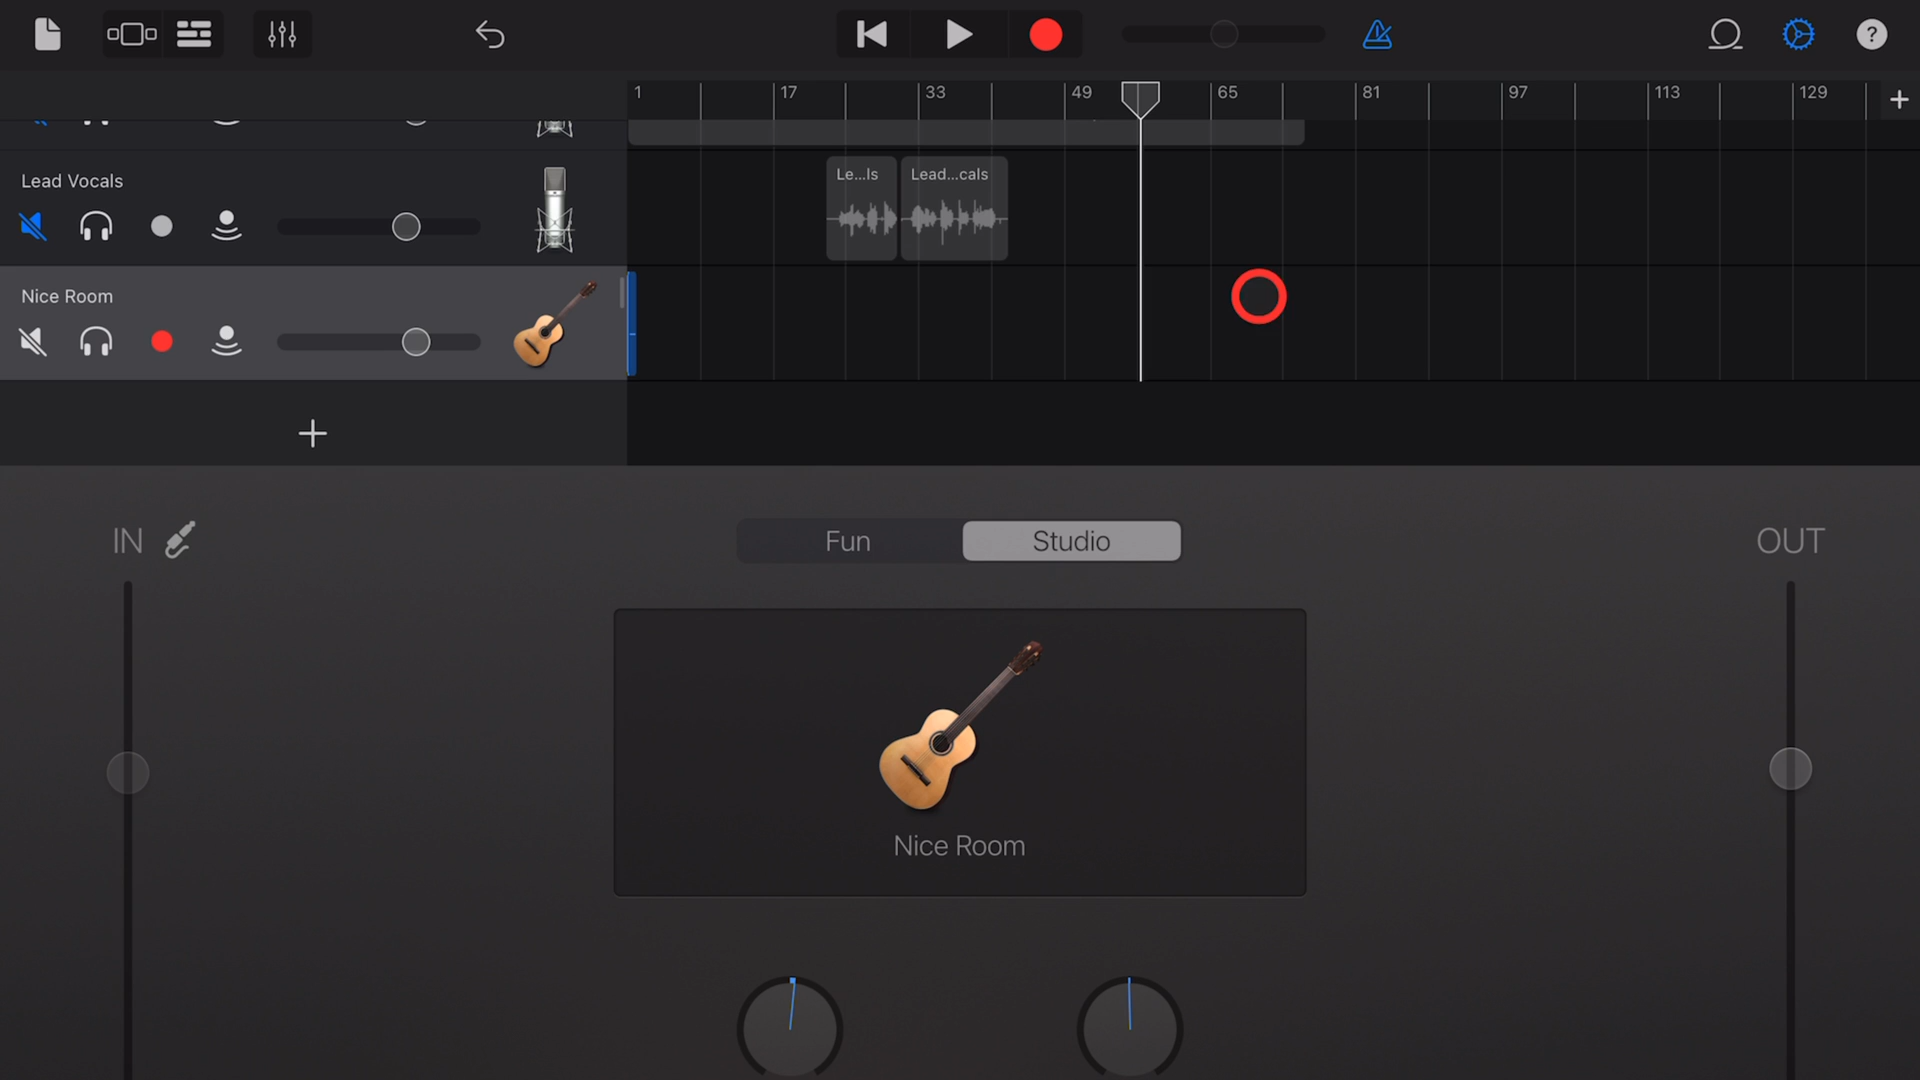 1 17 33 49 65 81 97 113 129
Lead Vocals
Le...ls Lead...cals
Nice Room
IN
Fun Studio
OUT
Nice Room